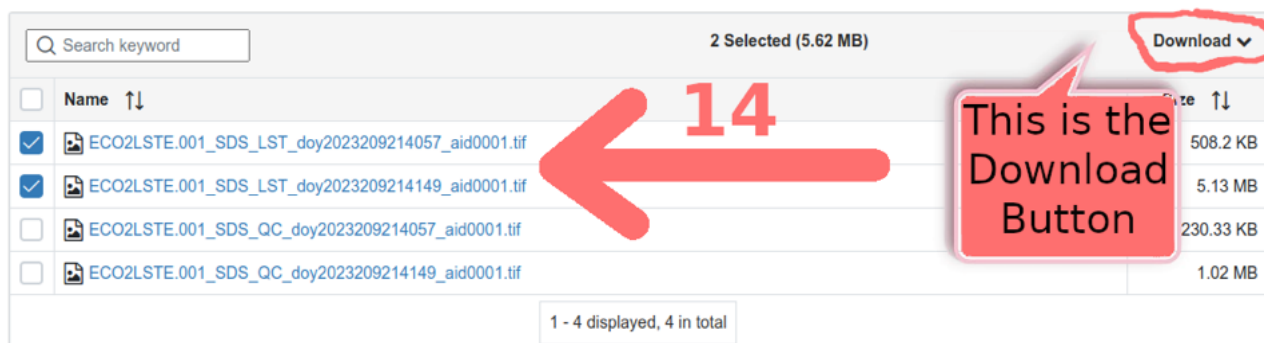 Search keyword
2 Selected (5.62 MB)
Download
Name
ze
ECO2LSTE.001_SDS_LST_doy2023209214057_aid0001.tif
508.2 KB
ECO2LSTE.001_SDS_LST_doy2023209214149_aid0001.tif
5.13 MB
ECO2LSTE.001_SDS_QC_doy2023209214057_aid0001.tif
230.33 KB
ECO2LSTE.001_SDS_QC_doy2023209214149_aid0001.tif
1.02 MB
1 - 4 displayed, 4 in total
14
This is the
Download
Button